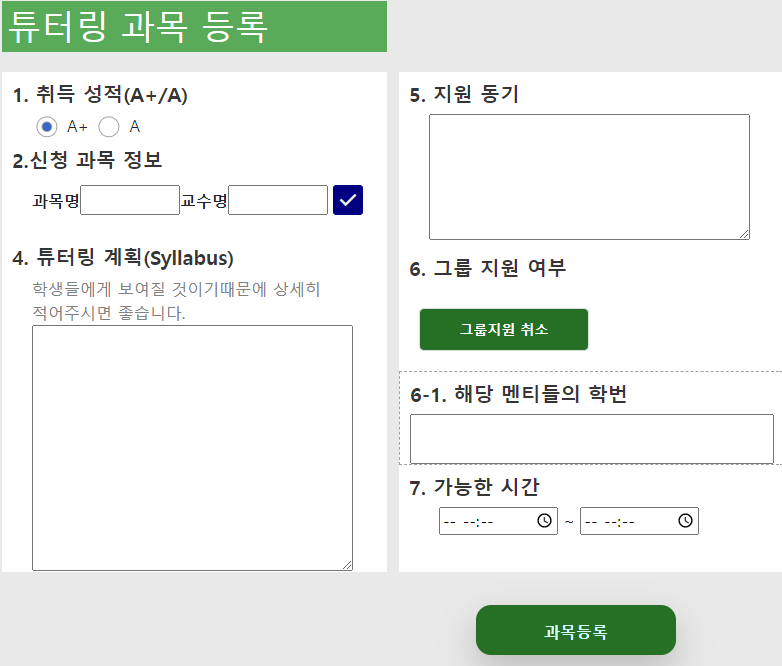 튜터링 과목 등록
1. 취득 성적(A+/A)
A+ A
2.신청 과목 정보
과목명 교수명
4. 튜터링 계획(Syllabus)
학생들에게 보여질 것이기때문에 상세히
적어주시면 좋습니다.
5. 지원 동기
6. 그룹 지원 여부
그룹지원 취소
6-1. 해당 멘티들의 학번
7. 가능한 시간
-- --:-- ~ -- --:--
과목등록